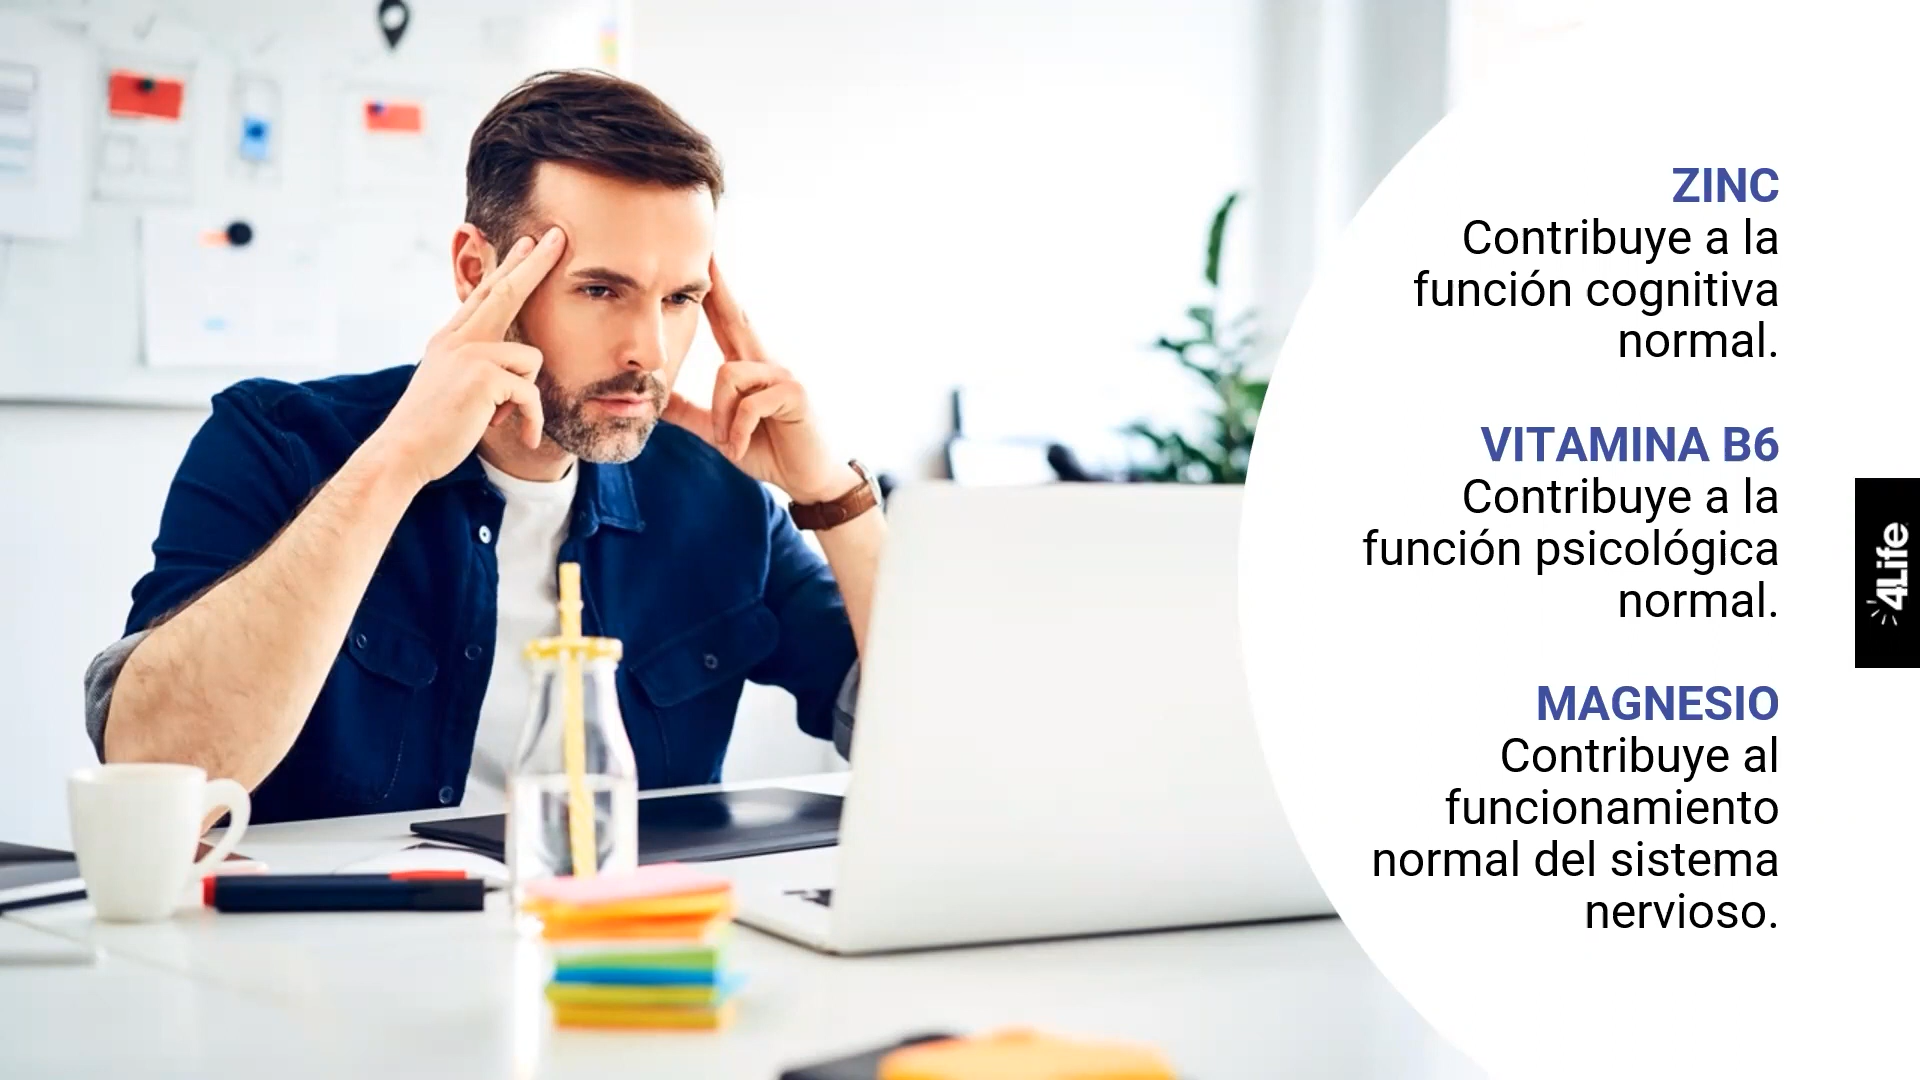 ZINC
Contribuye a la
función cognitiva
normal.
VITAMINA B6
Contribuye a la
función psicológica
normal.
MAGNESIO
Contribuye al
funcionamiento
normal del sistema
nervioso.
4Life